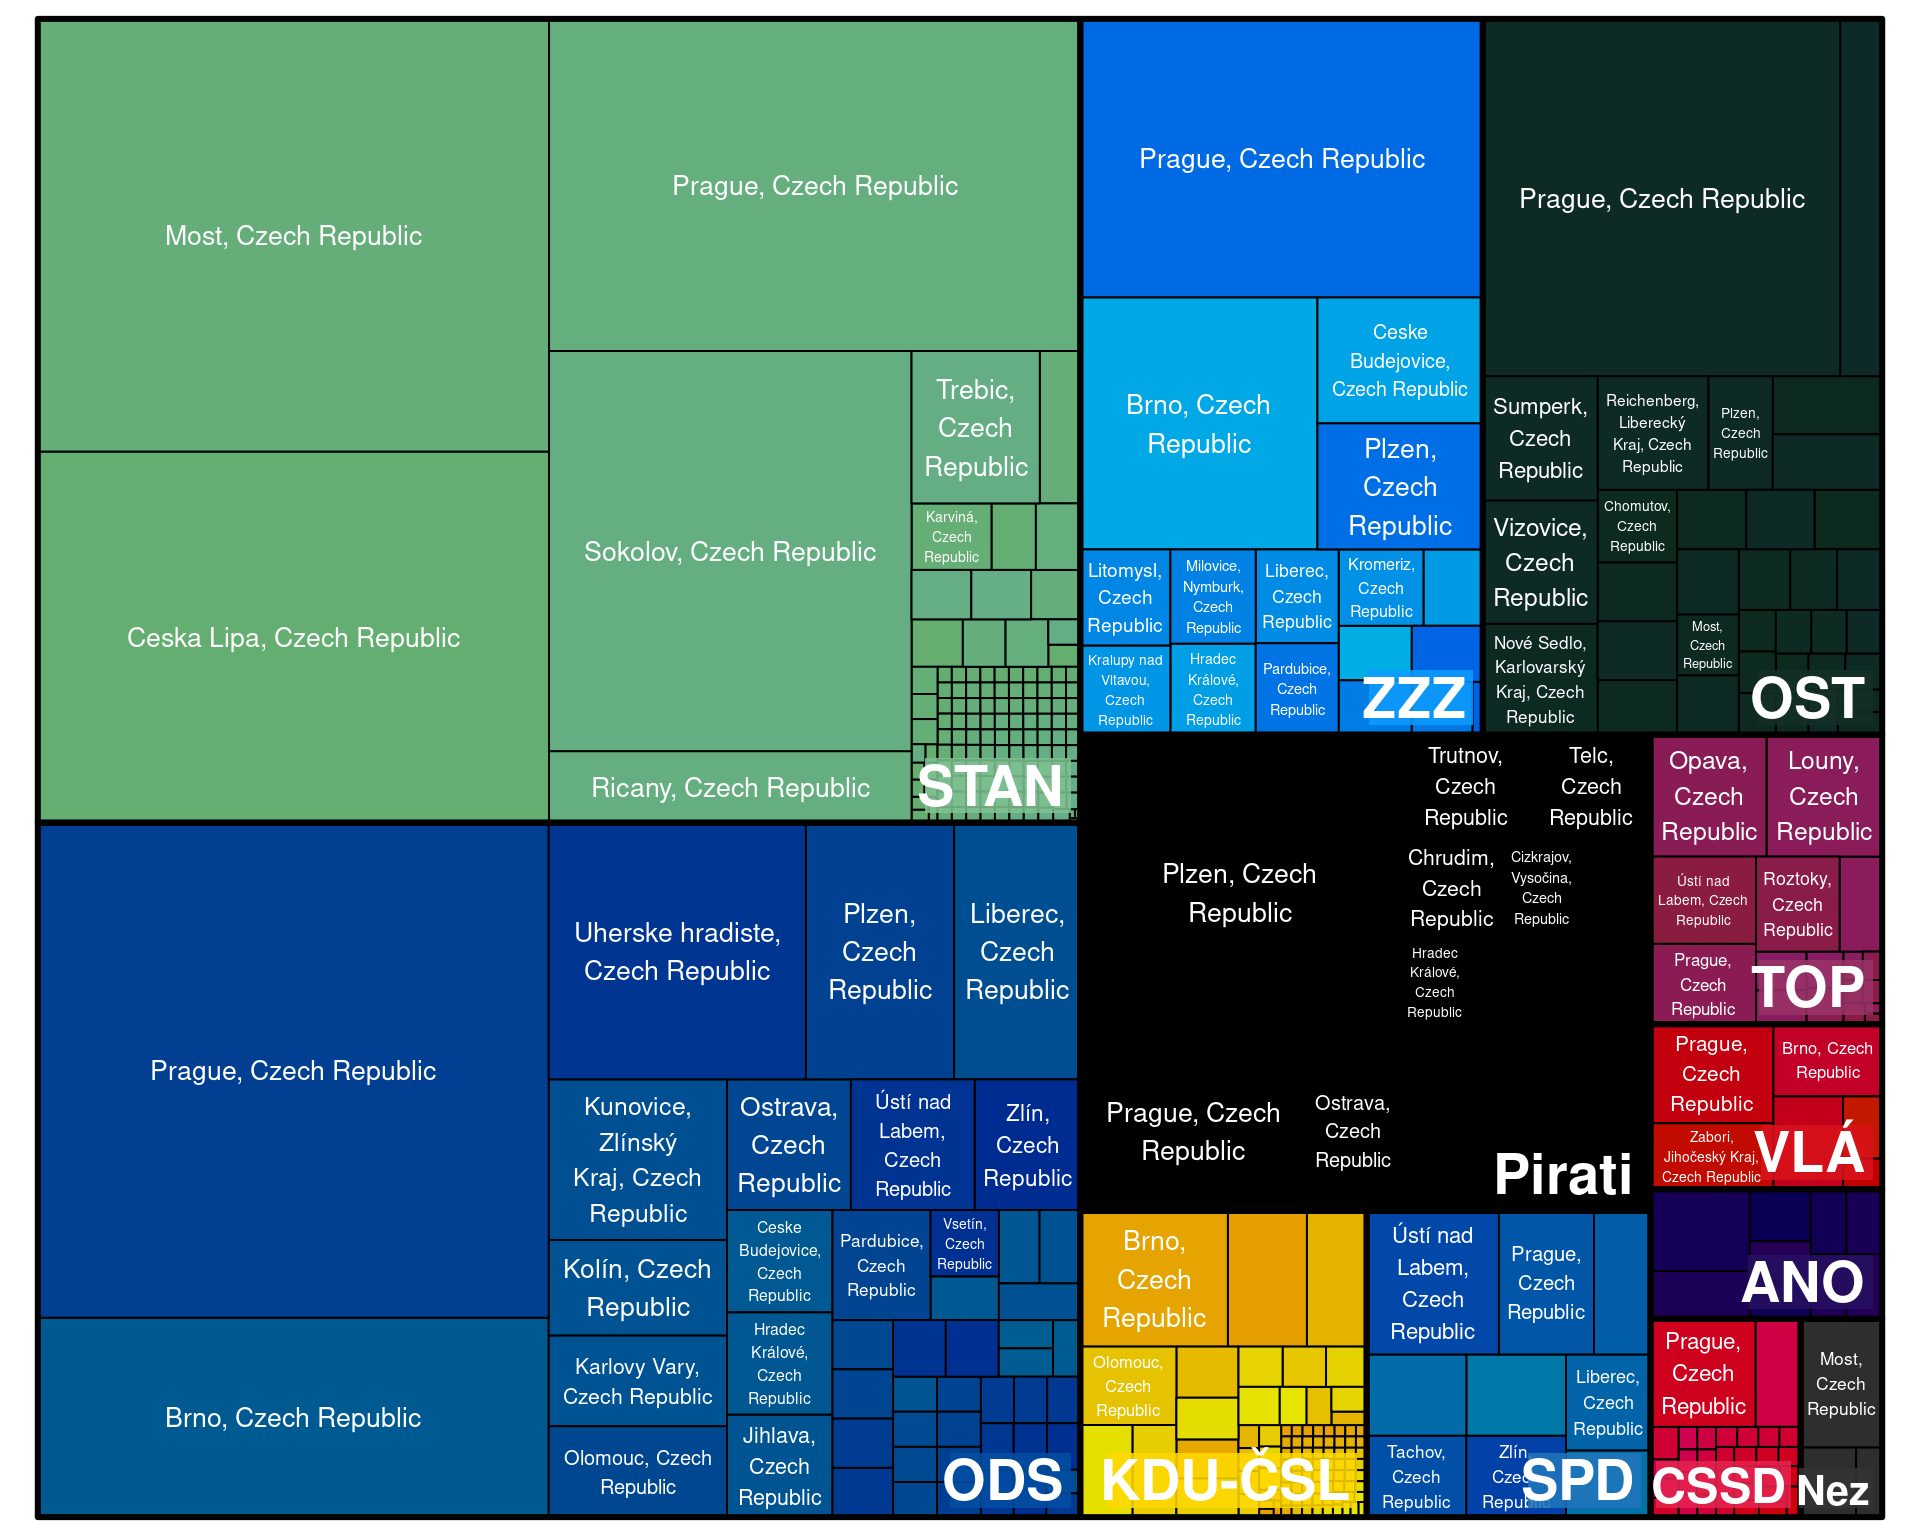 Most, Czech Republic
Ceska Lipa, Czech Republic
Prague, Czech Republic
Sokolov, Czech Republic
Ricany, Czech Republic
Trebic,
Czech
Republic
Karviná,
Czech
Republic
STAN
Prague, Czech Republic
Brno, Czech
Republic
Ceske
Budejovice,
Czech Republic
Plzen,
Czech
Republic
Litomysl,
Czech
Republic
Milovice,
Nymburk,
Czech
Republic
Liberec,
Czech
Republic
Kromeriz,
Czech
Republic
Kralupy nad
Vltavou,
Czech
Republic
Hradec
Králové,
Czech
Republic
Pardubice,
Czech
Republic
ZZZ
Prague, Czech Republic
Sumperk,
Czech
Republic
Reichenberg,
Liberecký
Kraj, Czech
Republic
Plzen,
Czech
Republic
Vizovice,
Czech
Republic
Chomutov,
Czech
Republic
Nové Sedlo,
Karlovarský
Kraj, Czech
Republic
Most,
Czech
Republic
OST
Prague, Czech Republic
Brno, Czech Republic
Uherske hradiste,
Czech Republic
Plzen,
Czech
Republic
Liberec,
Czech
Republic
Kunovice,
Zlínský
Kraj, Czech
Republic
Ostrava,
Czech
Republic
Ústí nad
Labem,
Czech
Republic
Zlín,
Czech
Republic
Kolín, Czech
Republic
Karlovy Vary,
Czech Republic
Olomouc, Czech
Republic
Ceske
Budejovice,
Czech
Republic
Pardubice,
Czech
Republic
Vsetín,
Czech
Republic
Hradec
Králové,
Czech
Republic
Jihlava,
Czech
Republic
ODS
Plzen, Czech
Republic
Trutnov,
Czech
Republic
Telc,
Czech
Republic
Chrudim,
Czech
Republic
Cizkrajov,
Vysočina,
Czech
Republic
Hradec
Králové,
Czech
Republic
Prague, Czech
Republic
Ostrava,
Czech
Republic
Pirati
Opava,
Czech
Republic
Louny,
Czech
Republic
Ústí nad
Labem, Czech
Republic
Roztoky,
Czech
Republic
Prague,
Czech
Republic
TOP
Prague,
Czech
Republic
Brno, Czech
Republic
Zabori,
Jihočeský Kraj,
Czech Republic
VLÁ
ANO
Brno,
Czech
Republic
Olomouc,
Czech
Republic
KDU-ČSL
Ústí nad
Labem,
Czech
Republic
Prague,
Czech
Republic
Liberec,
Czech
Republic
Tachov,
Czech
Republic
Zlín
Czec
Republic
SPD
Prague,
Czech
Republic
CSSD
Most,
Czech
Republic
Nez